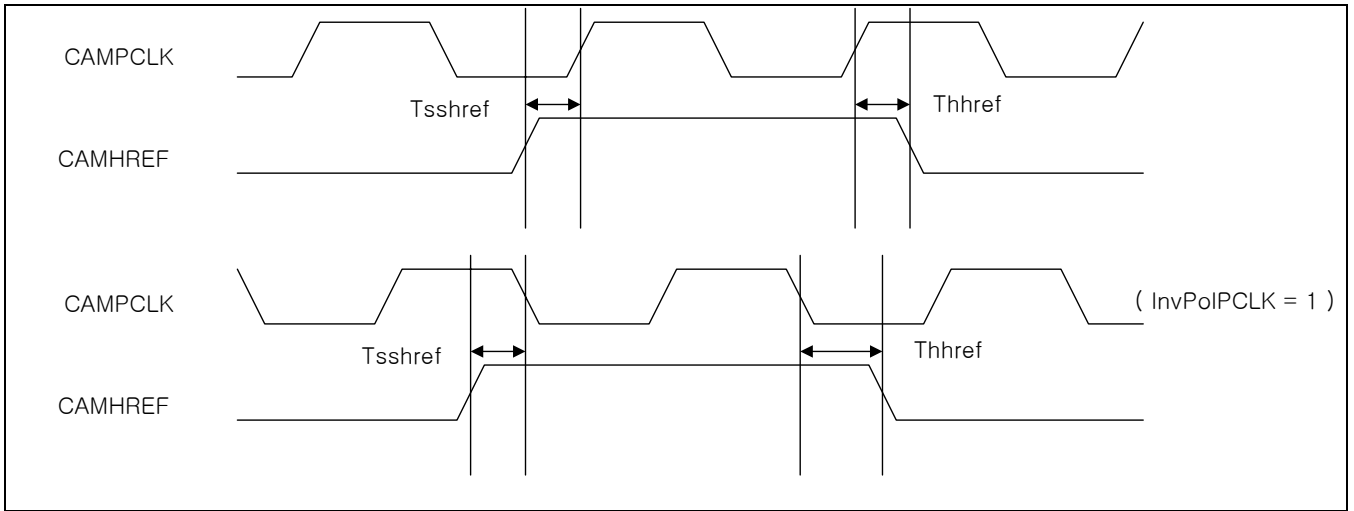 CAMPCLK
Tsshref
Thhref
CAMHREF
CAMPCLK
( InvPolPCLK = 1 )
Tsshref
Thhref
CAMHREF